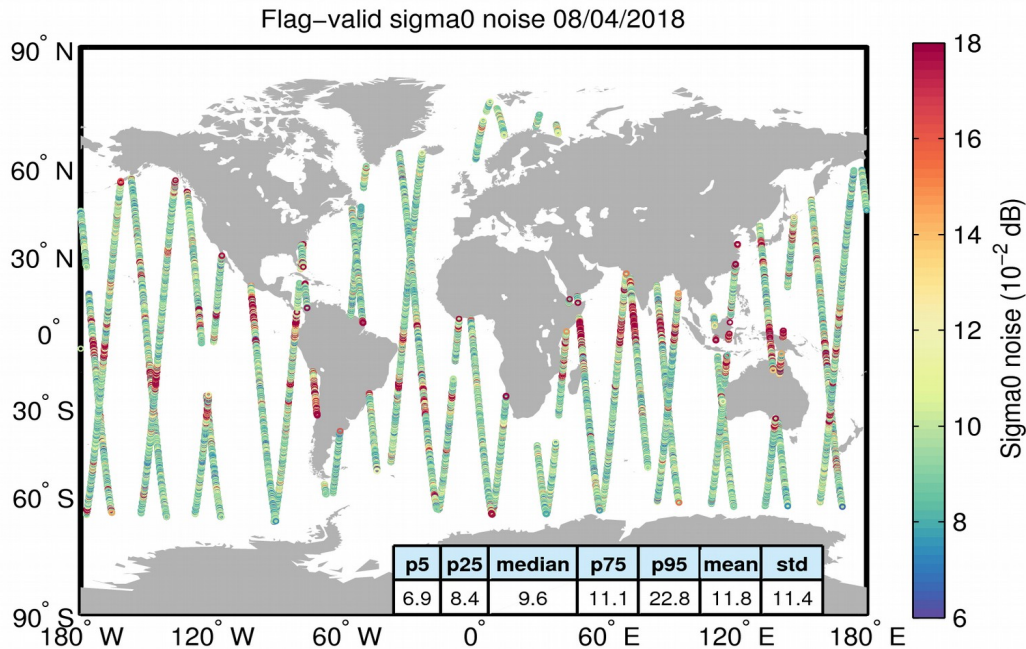 Flag-valid sigma0 noise 08/04/2018
90° N
60° N
30° N
0°
30° S
60° S
90° S
180° W
120° W
60° W
0°
60° E
120° E
180° E
p5 p25 median p75 p95 mean std
6.9 8.4 9.6 11.1 22.8 11.8 11.4
18
16
14
12
10
8
6
Sigma0 noise (10⁻² dB)